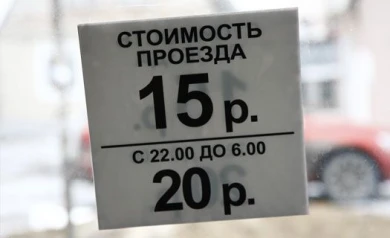 СТОИМОСТЬ
ПРОЕЗДА
15 р.
С 22.00 ДО 6.00
20 р.